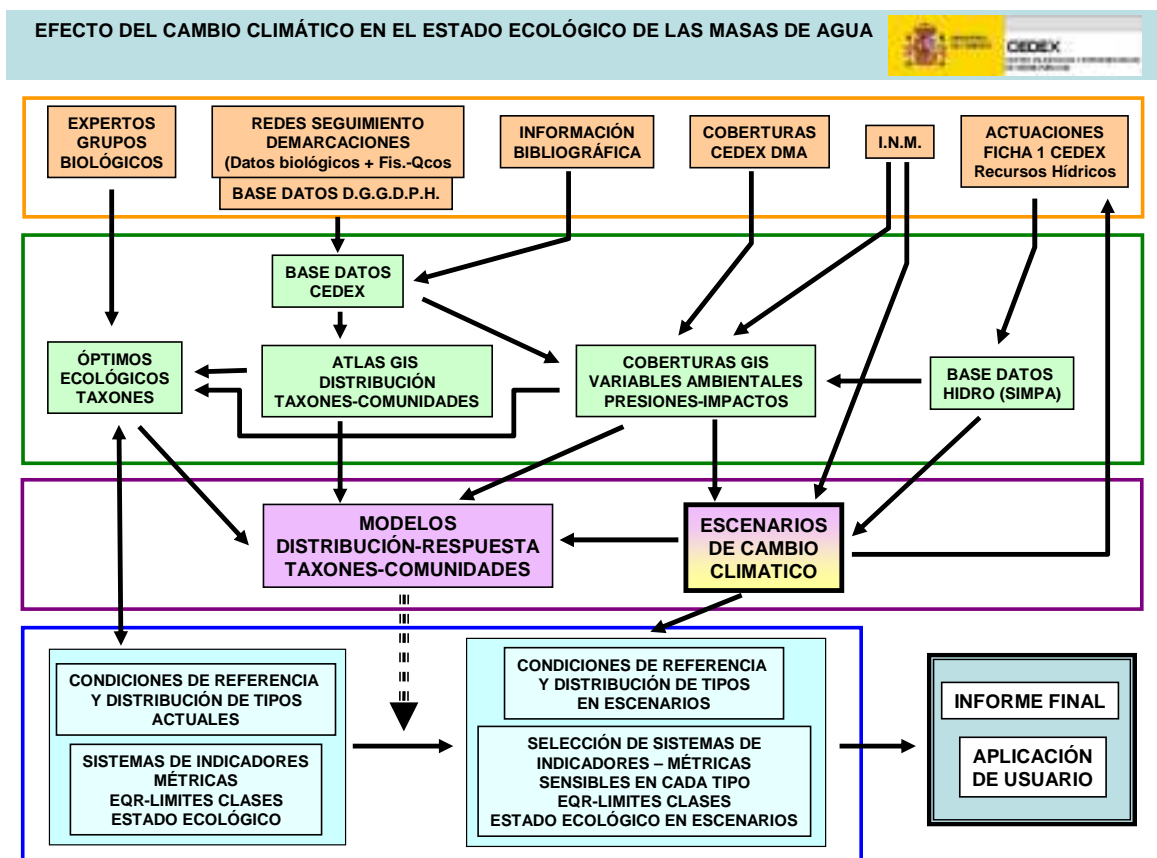 EFECTO DEL CAMBIO CLIMÁTICO EN EL ESTADO ECOLÓGICO DE LAS MASAS DE AGUA
CEDEX
EXPERTOS
GRUPOS
BIOLÓGICOS
REDES SEGUIMIENTO
DEMARCACIONES
(Datos biológicos + Fis.-Qcos
BASE DATOS D.G.G.D.P.H.
INFORMACIÓN
BIBLIOGRÁFICA
COBERTURAS
CEDEX DMA
I.N.M.
ACTUACIONES
FICHA 1 CEDEX
Recursos Hídricos
BASE DATOS
CEDEX
ÓPTIMOS
ECOLÓGICOS
TAXONES
ATLAS GIS
DISTRIBUCIÓN
TAXONES-COMUNIDADES
COBERTURAS GIS
VARIABLES AMBIENTALES
PRESIONES-IMPACTOS
BASE DATOS
HIDRO (SIMPA)
MODELOS
DISTRIBUCIÓN-RESPUESTA
TAXONES-COMUNIDADES
ESCENARIOS
DE CAMBIO
CLIMATICO
CONDICIONES DE REFERENCIA
Y DISTRIBUCIÓN DE TIPOS
ACTUALES
SISTEMAS DE INDICADORES
MÉTRICAS
EQR-LIMITES CLASES
ESTADO ECOLÓGICO
CONDICIONES DE REFERENCIA
Y DISTRIBUCIÓN DE TIPOS
EN ESCENARIOS
SELECCIÓN DE SISTEMAS DE
INDICADORES – MÉTRICAS
SENSIBLES EN CADA TIPO
EQR-LIMITES CLASES
ESTADO ECOLÓGICO EN ESCENARIOS
INFORME FINAL
APLICACIÓN
DE USUARIO